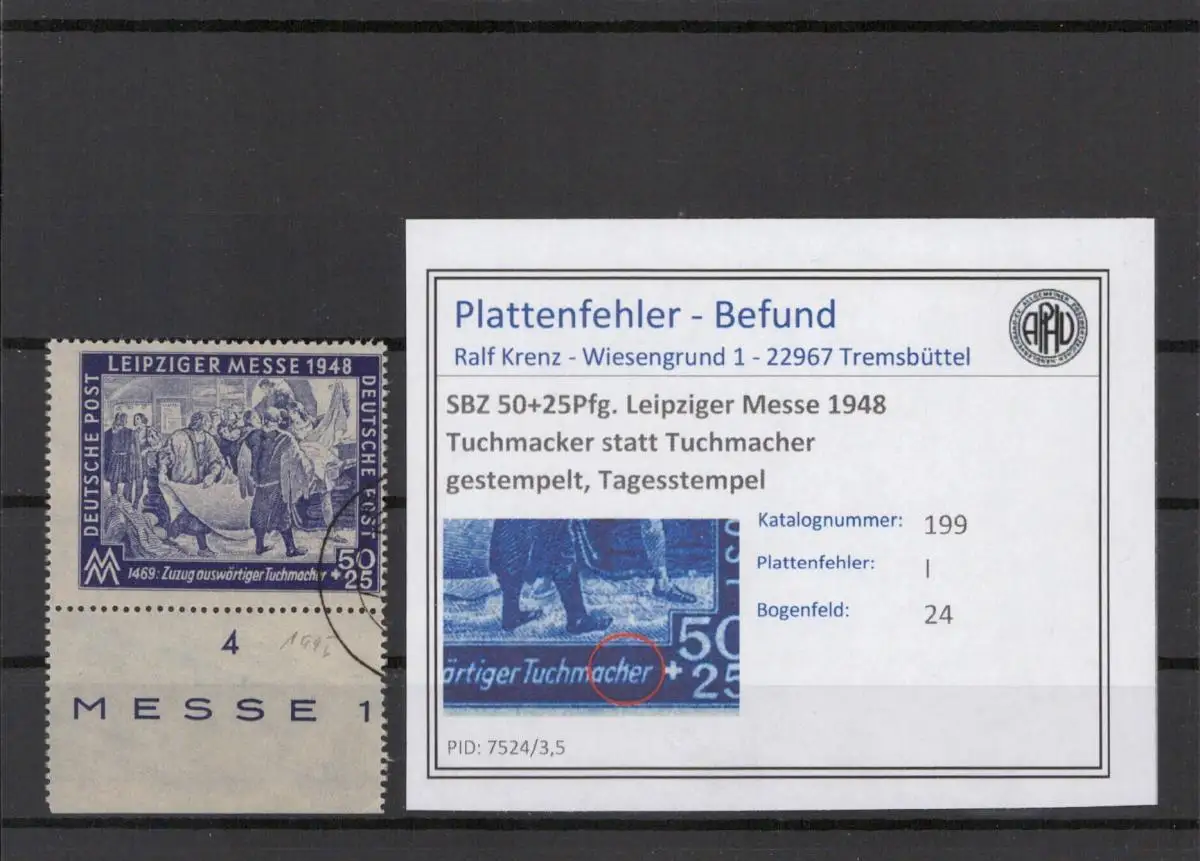 LEIPZIGER MESSE 1948
DEUTSCHE POST
DEUTSCHE POST
1469: Zuzug auswärtiger Tuchmacher
+
50
25
4
MESSE 1
Plattenfehler - Befund
Ralf Krenz - Wiesengrund 1 - 22967 Tremsbüttel
APHV
SBZ 50+25Pfg. Leipziger Messe 1948
Tuchmacker statt Tuchmacher
gestempelt, Tagesstempel
ärtiger Tuchmacher
+
50
25
Katalognummer: 199
Plattenfehler: I
Bogenfeld: 24
PID: 7524/3,5